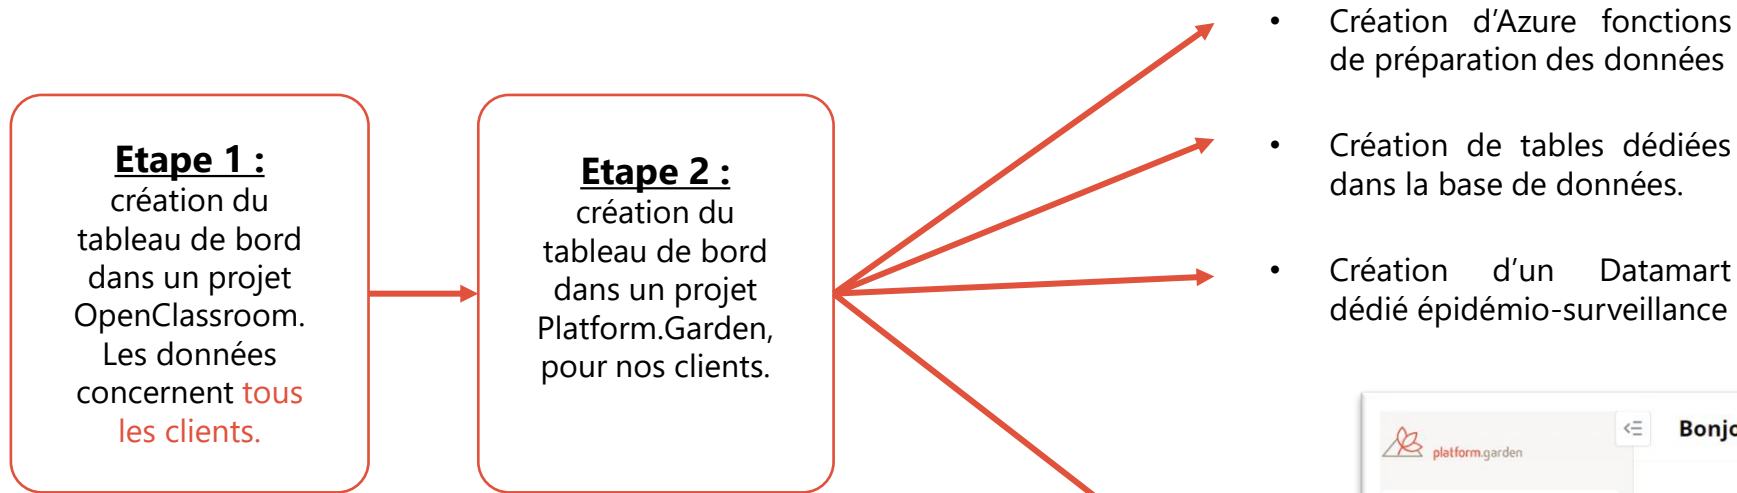 Etape 1 :
création du
tableau de bord
dans un projet
OpenClassroom.
Les données
concernent tous
les clients.
Etape 2 :
création du
tableau de bord
dans un projet
Platform.Garden,
pour nos clients.
• Création d’Azure fonctions
de préparation des données
• Création de tables dédiées
dans la base de données.
• Création d’un Datamart
dédié épidémio-surveillance
platform.garden